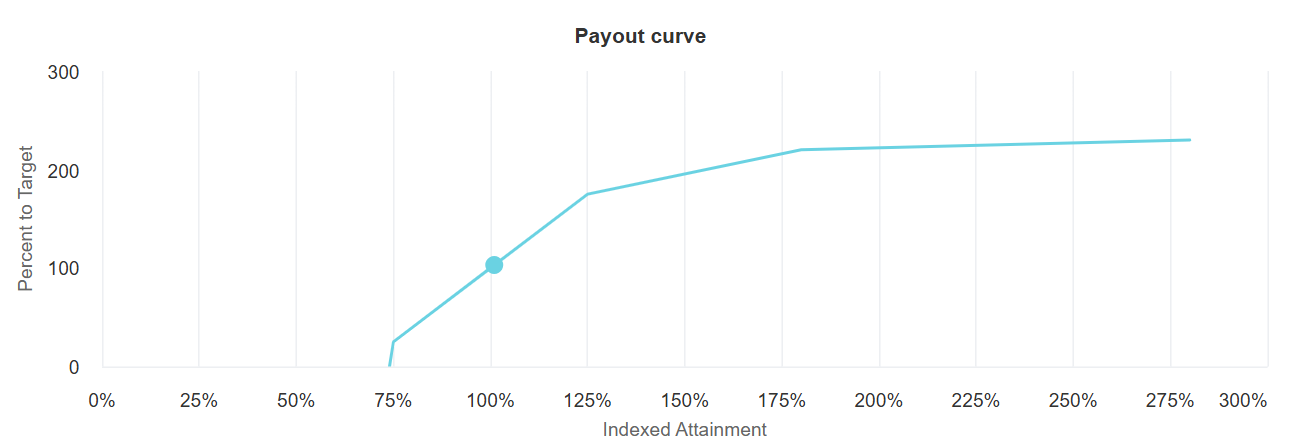 Payout curve
300
200
100
0
Percent to Target
0% 25% 50% 75% 100% 125% 150% 175% 200% 225% 250% 275% 300%
Indexed Attainment